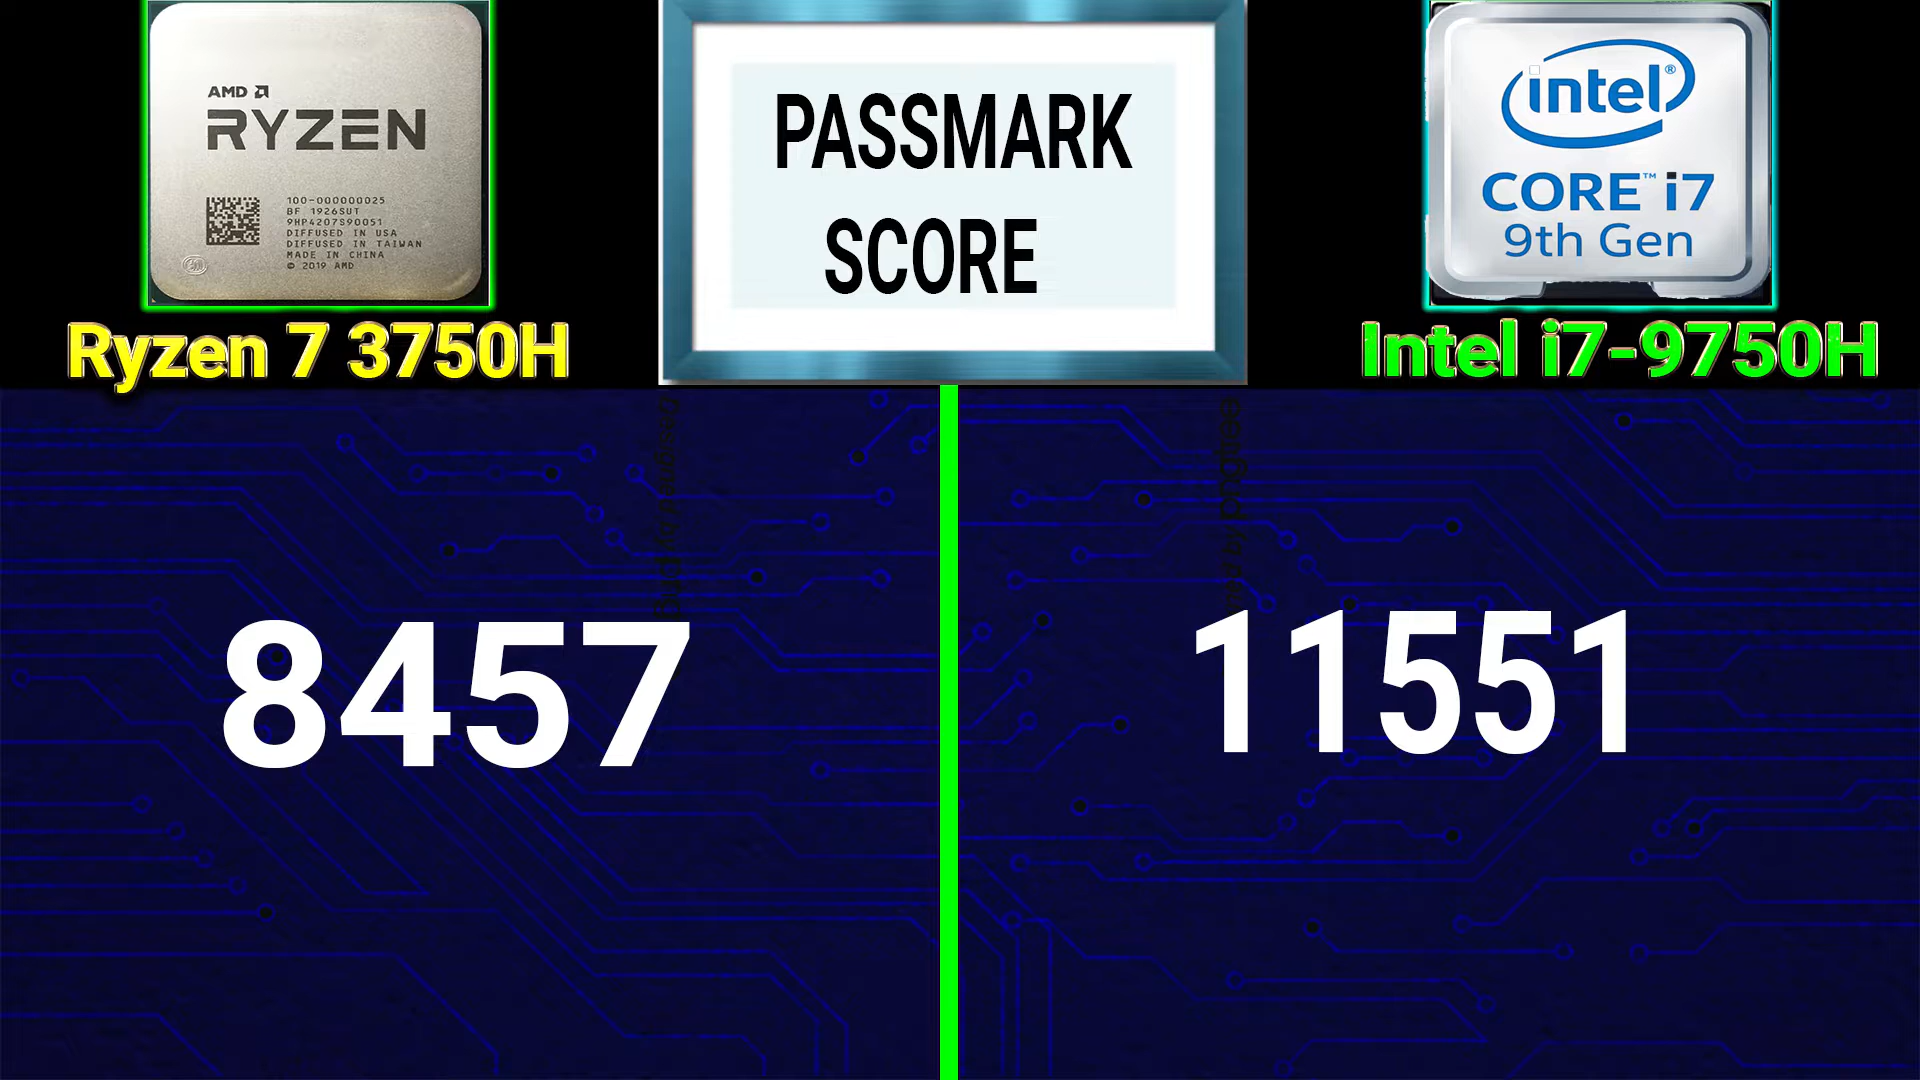 AMD
RYZEN
100-000000025
BF 1926SUT
9HP4207S90051
DIFFUSED IN USA
DIFFUSED IN TAIWAN
MADE IN CHINA
© 2019 AMD
Ryzen 7 3750H
PASSMARK
SCORE
intel®
CORE™ i7
9th Gen
Intel i7-9750H
8457
11551